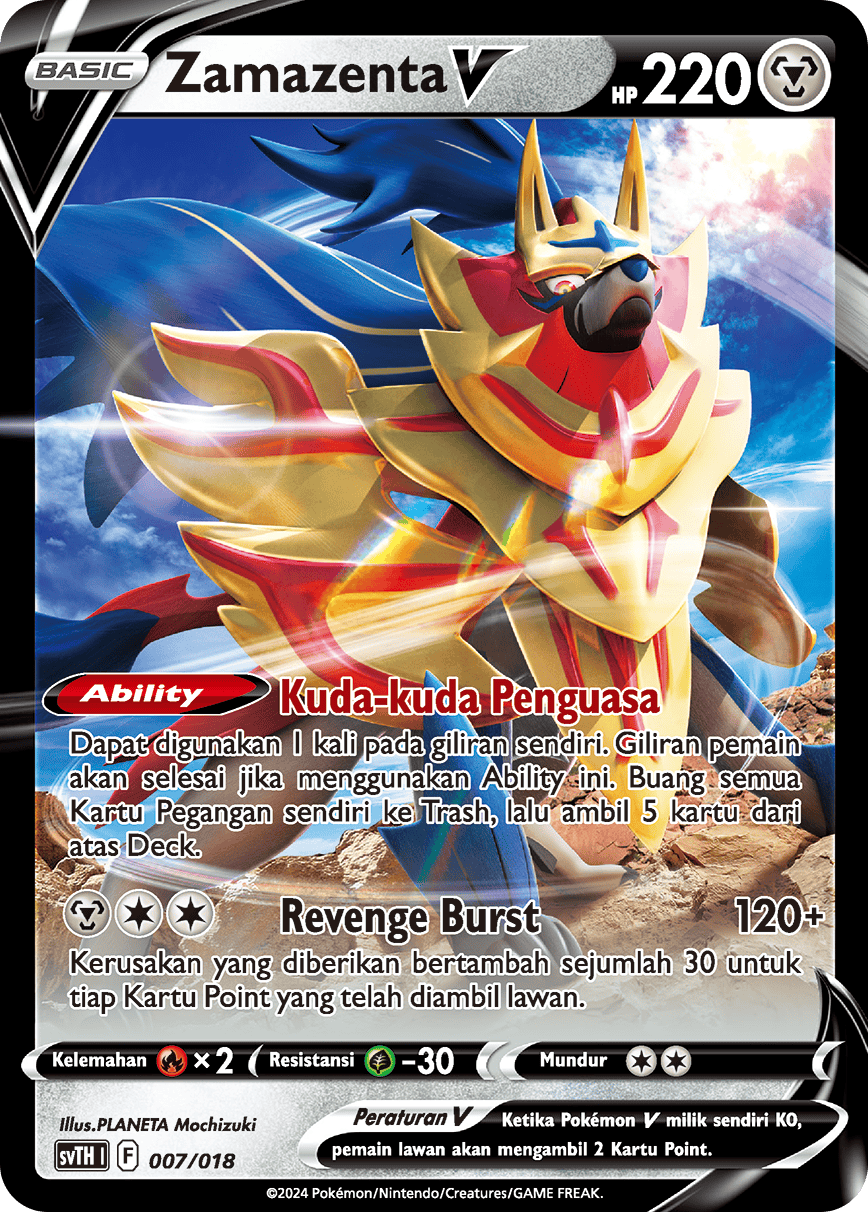 BASIC Zamazenta V HP 220
Ability Kuda-kuda Penguasa
Dapat digunakan 1 kali pada giliran sendiri. Giliran pemain
akan selesai jika menggunakan Ability ini. Buang semua
Kartu Pegangan sendiri ke Trash, lalu ambil 5 kartu dari
atas Deck.
Revenge Burst 120+
Kerusakan yang diberikan bertambah sejumlah 30 untuk
tiap Kartu Point yang telah diambil lawan.
Kelemahan ×2 Resistansi -30 Mundur
Illus.PLANETA Mochizuki
Peraturan V Ketika Pokémon V milik sendiri KO,
pemain lawan akan mengambil 2 Kartu Point.
svTH I F 007/018
©2024 Pokémon/Nintendo/Creatures/GAME FREAK.